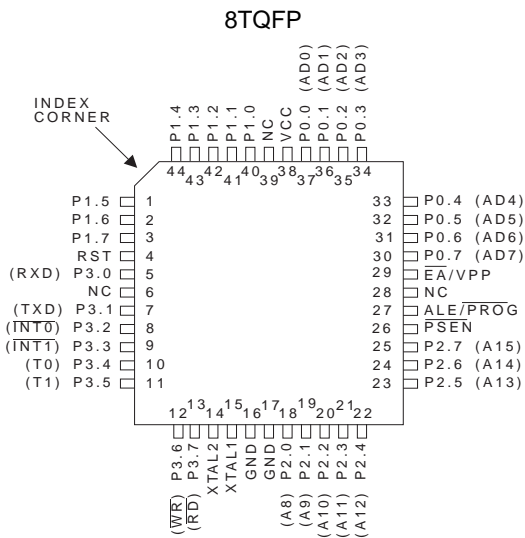 8TQFP
INDEX
CORNER
P1.4
P1.3
P1.2
P1.1
P1.0
NC
VCC
P0.0 (AD0)
P0.1 (AD1)
P0.2 (AD2)
P0.3 (AD3)
44
43
42
41
40
39
38
37
36
35
34
P1.5 1
P1.6 2
P1.7 3
RST 4
(RXD) P3.0 5
NC 6
(TXD) P3.1 7
(INT0) P3.2 8
(INT1) P3.3 9
(T0) P3.4 10
(T1) P3.5 11
33 P0.4 (AD4)
32 P0.5 (AD5)
31 P0.6 (AD6)
30 P0.7 (AD7)
29 EA/VPP
28 NC
27 ALE/PROG
26 PSEN
25 P2.7 (A15)
24 P2.6 (A14)
23 P2.5 (A13)
12
13
14
15
16
17
18
19
20
21
22
(WR) P3.6
(RD) P3.7
XTAL2
XTAL1
GND
GND
(A8) P2.0
(A9) P2.1
(A10) P2.2
(A11) P2.3
(A12) P2.4